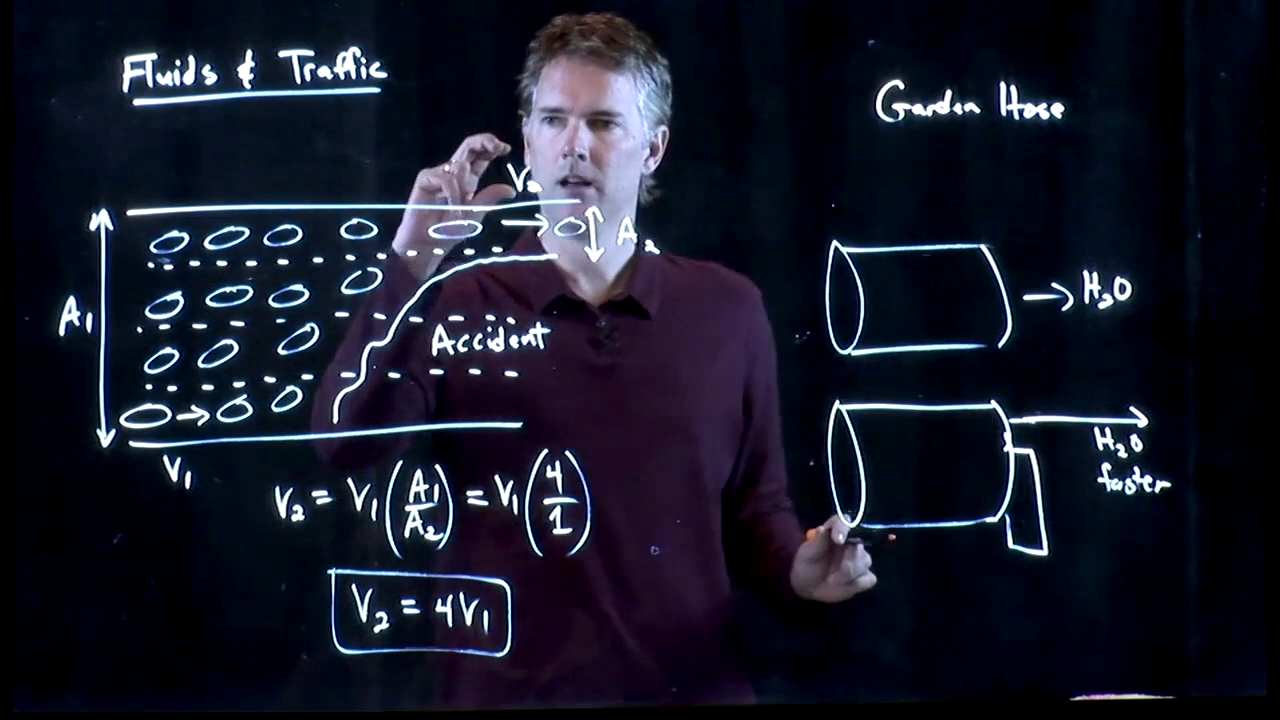 Fluids & Traffic
Garden Hose
V₂
A₂
A₁
Accident
V₁
→ H₂O
H₂O
faster
V₂ = V₁(A₁/A₂) = V₁(4/1)
V₂ = 4V₁